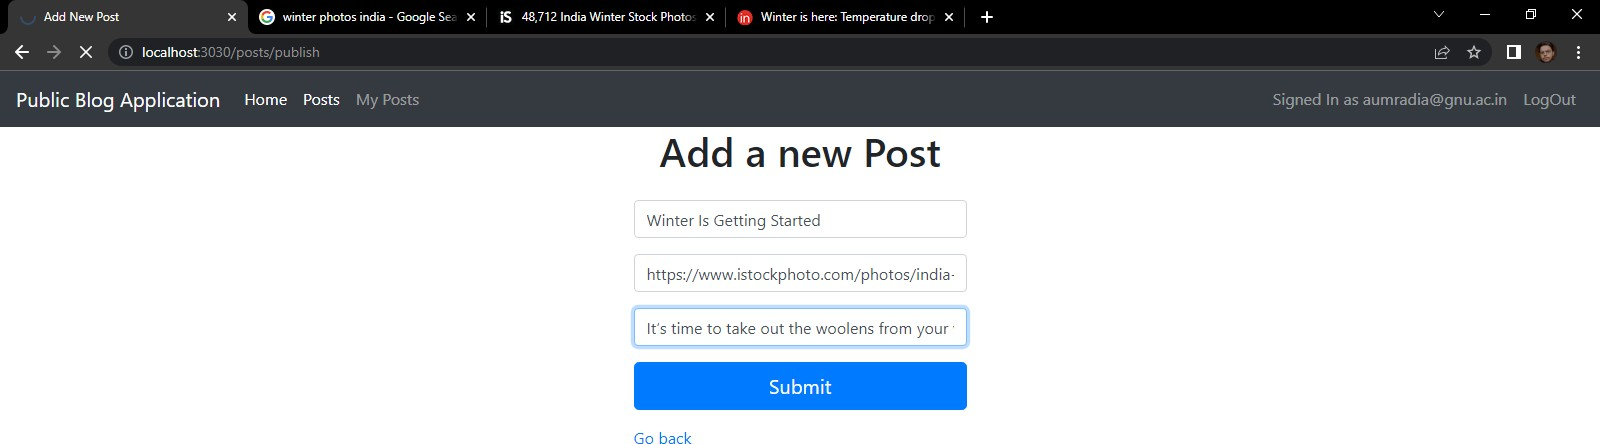 Add New Post
winter photos india - Google Sea
iS 48,712 India Winter Stock Photos
in Winter is here: Temperature drop
localhost:3030/posts/publish
Public Blog Application Home Posts My Posts Signed In as aumradia@gnu.ac.in LogOut
Add a new Post
Winter Is Getting Started
https://www.istockphoto.com/photos/india-
It's time to take out the woolens from your
Submit
Go back